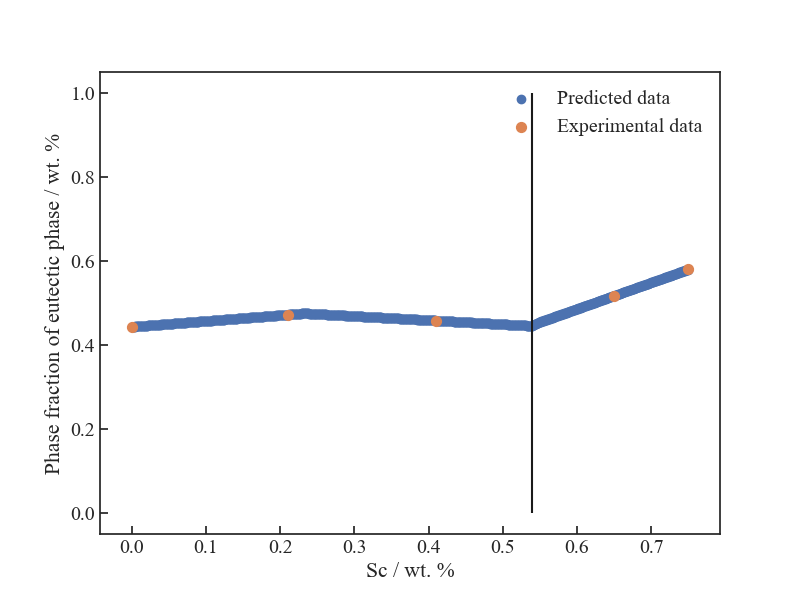 Predicted data
Experimental data
Phase fraction of eutectic phase / wt. %
1.0
0.8
0.6
0.4
0.2
0.0
0.0 0.1 0.2 0.3 0.4 0.5 0.6 0.7
Sc / wt. %